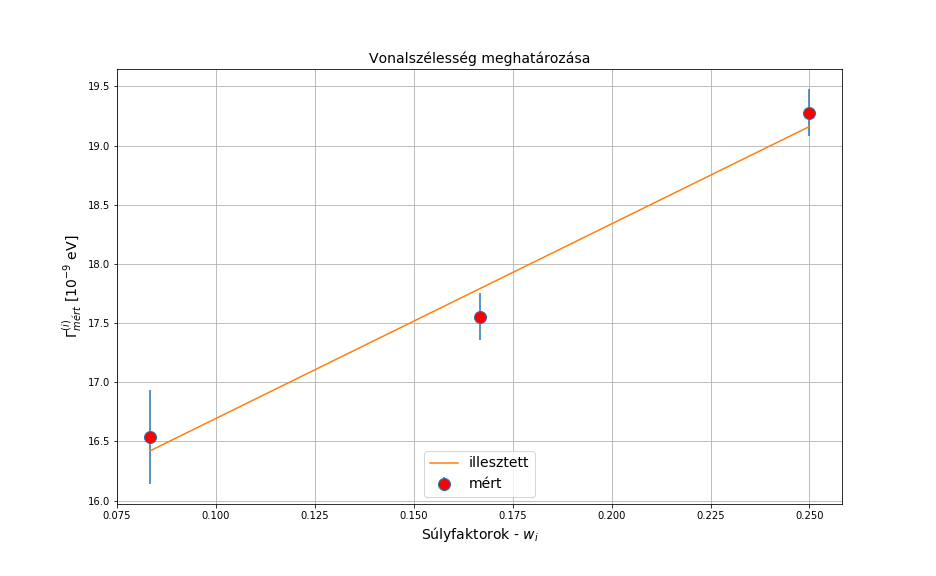 Vonalszélesség meghatározása
19.5
19.0
18.5
18.0
17.5
17.0
16.5
16.0
Γ_{mért}^{(i)} [10^{−9} eV]
illesztett
mért
0.075 0.100 0.125 0.150 0.175 0.200 0.225 0.250
Súlyfaktorok - w_i